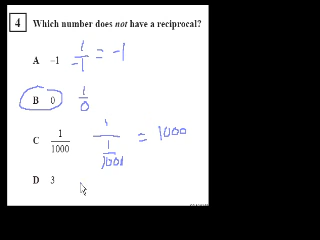 4 Which number does not have a reciprocal?
A −1 1/-1 = -1
B 0 1/0
C 1/1000 1/(1/1000) = 1000
D 3